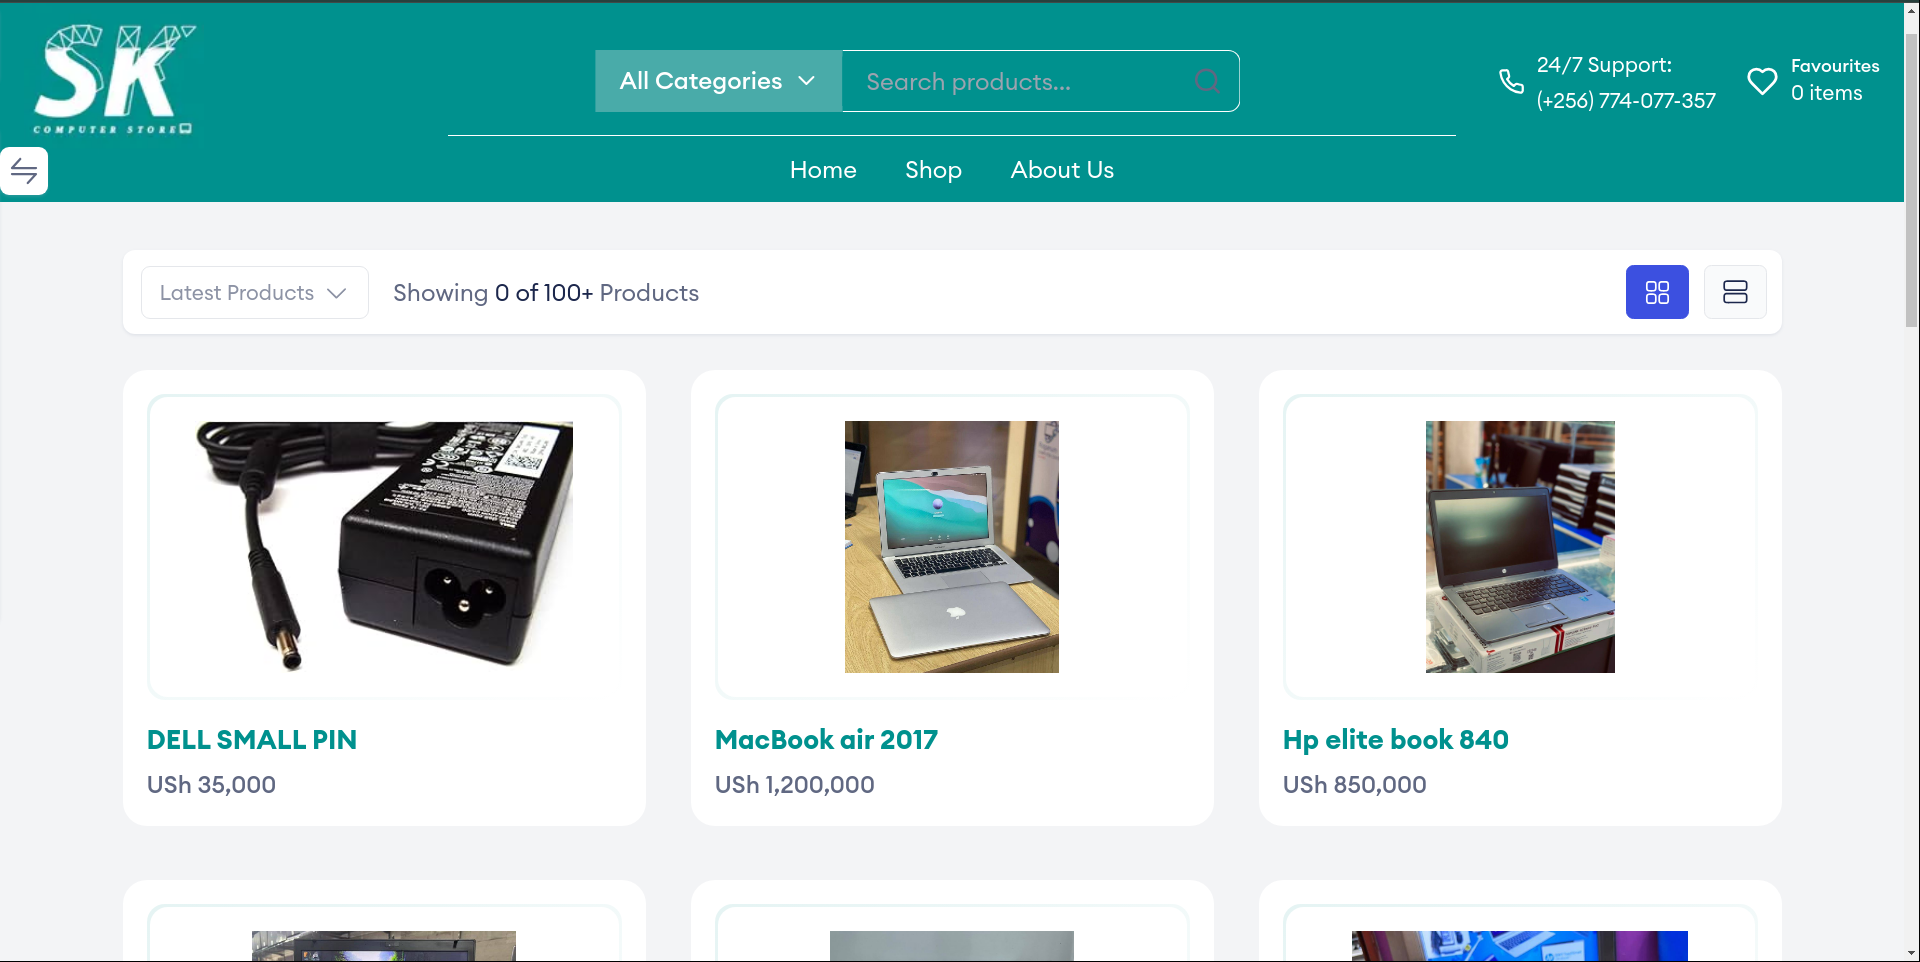 SK
COMPUTER STORE
All Categories
Search products...
24/7 Support:
(+256) 774-077-357
Favourites
0 items
Home
Shop
About Us
Latest Products
Showing 0 of 100+ Products
DELL SMALL PIN
USh 35,000
MacBook air 2017
USh 1,200,000
Hp elite book 840
USh 850,000